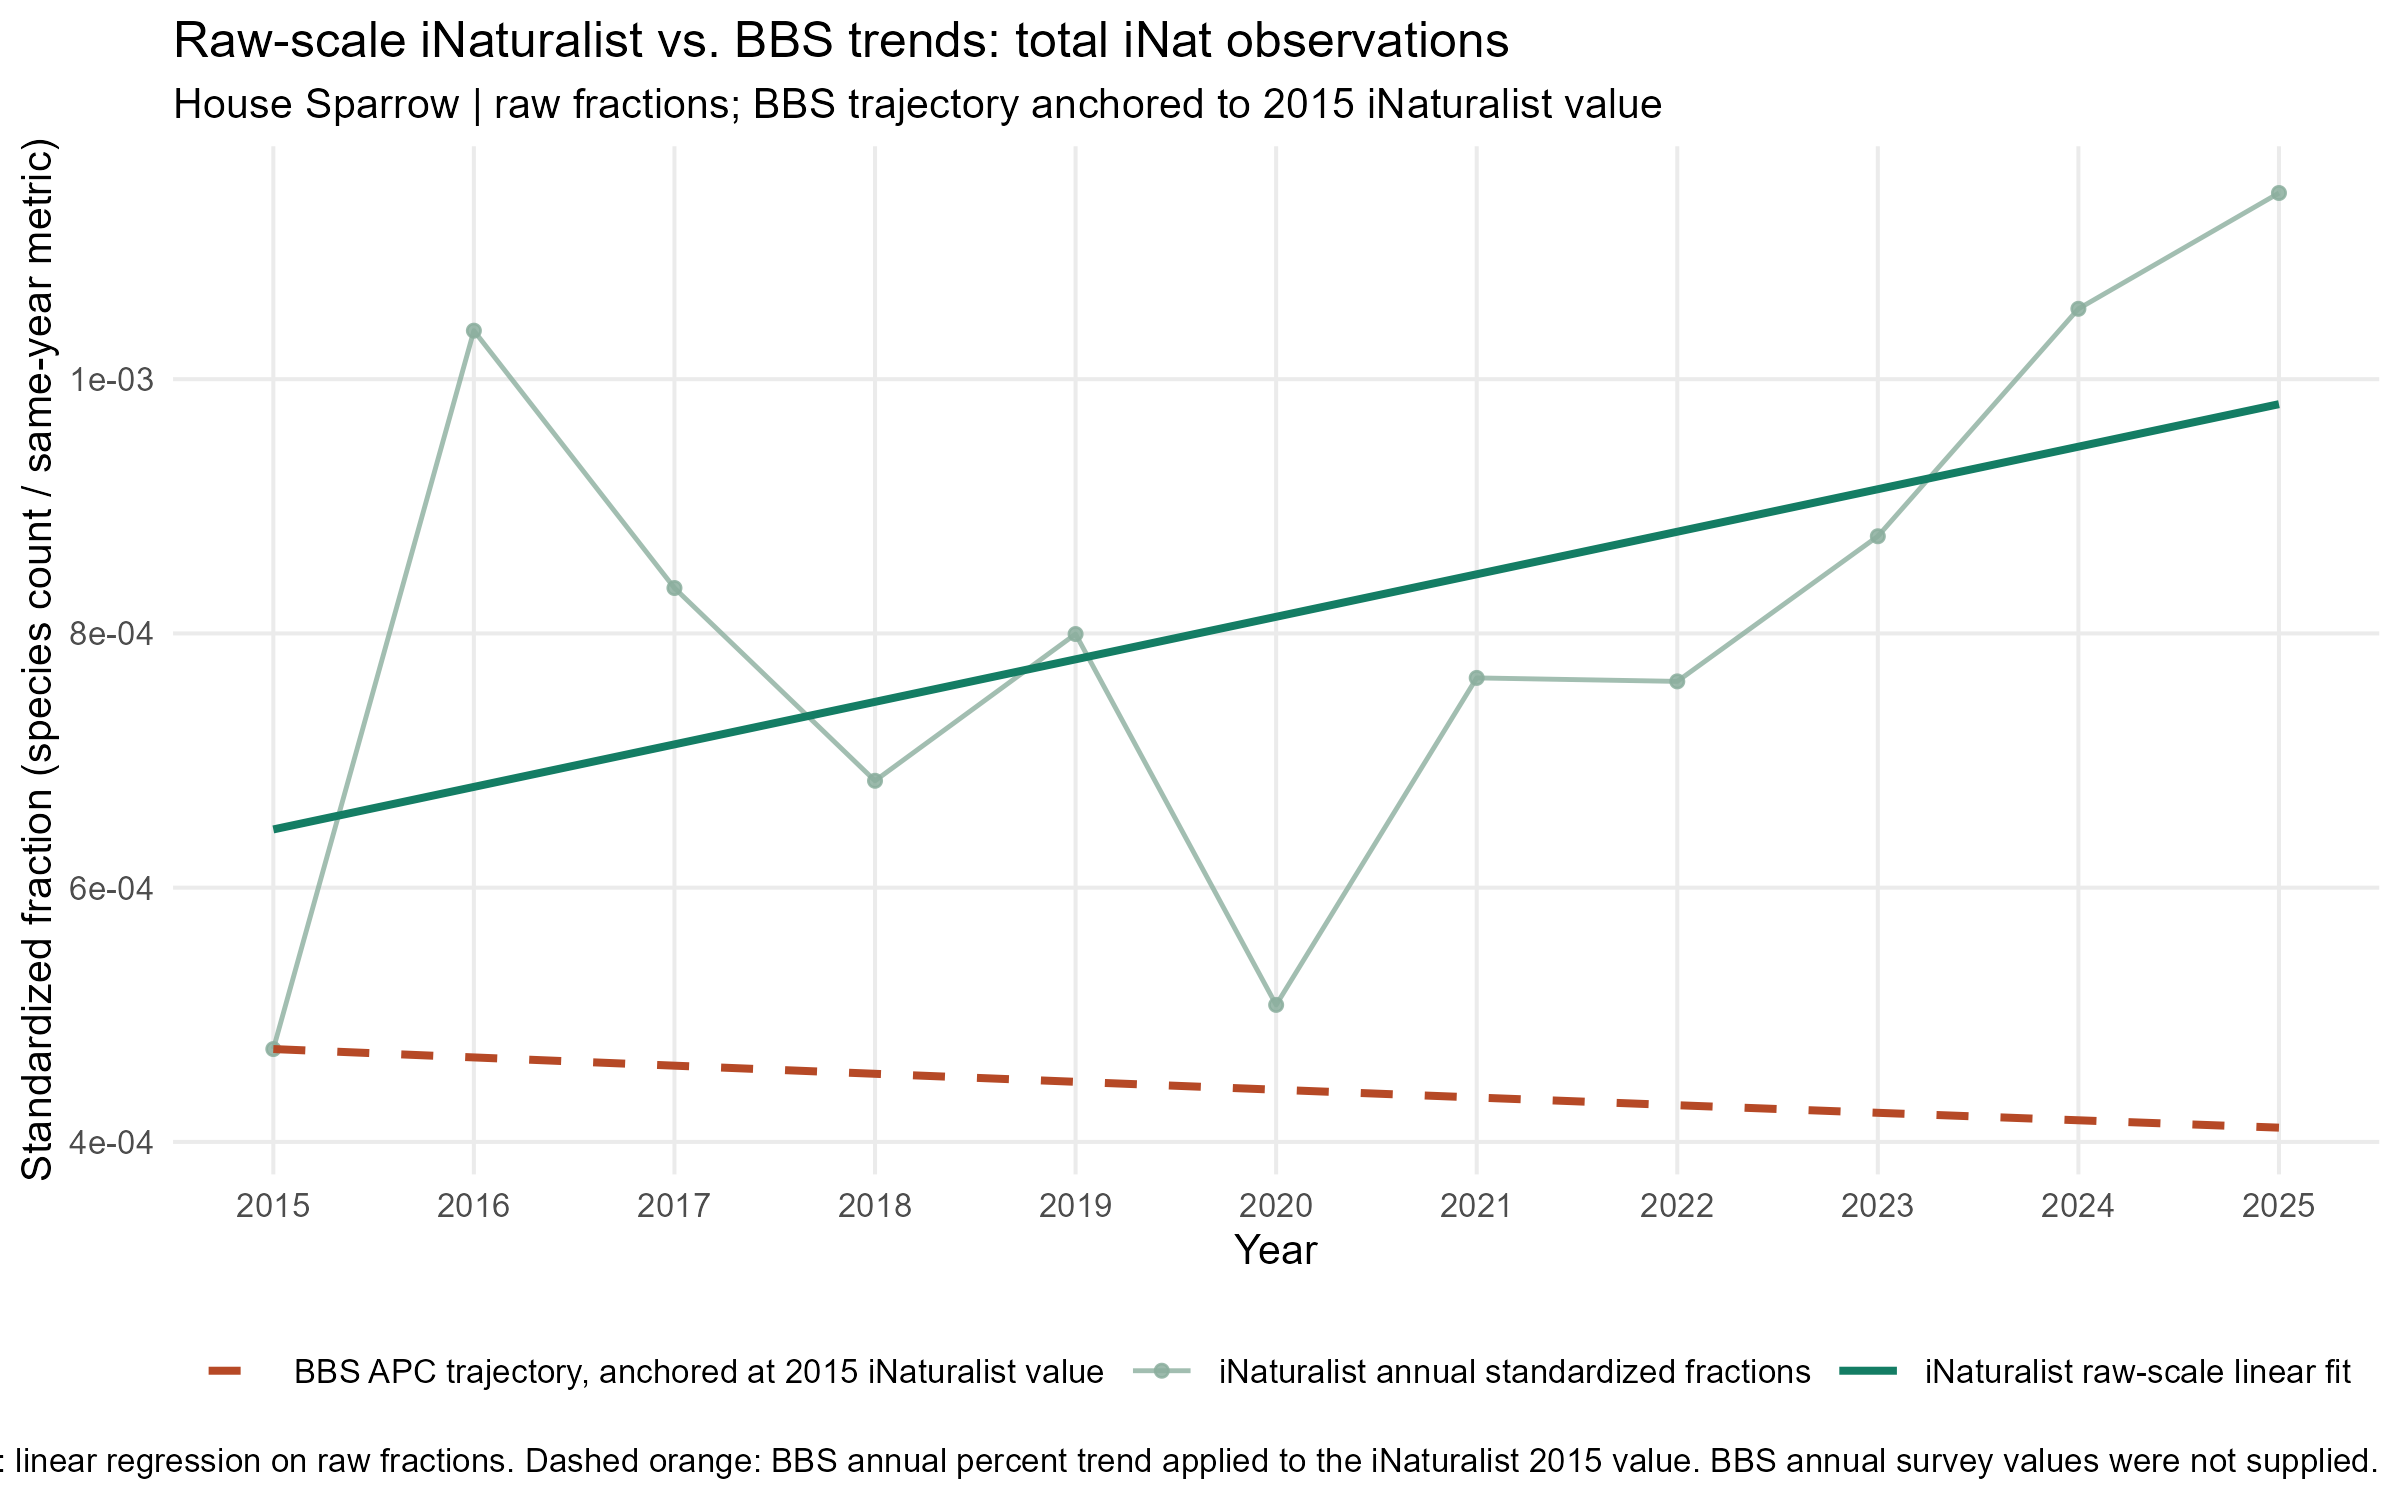 Raw-scale iNaturalist vs. BBS trends: total iNat observations
House Sparrow | raw fractions; BBS trajectory anchored to 2015 iNaturalist value
Standardized fraction (species count / same-year metric)
1e-03
8e-04
6e-04
4e-04
2015 2016 2017 2018 2019 2020 2021 2022 2023 2024 2025
Year
BBS APC trajectory, anchored at 2015 iNaturalist value iNaturalist annual standardized fractions iNaturalist raw-scale linear fit
: linear regression on raw fractions. Dashed orange: BBS annual percent trend applied to the iNaturalist 2015 value. BBS annual survey values were not supplied.